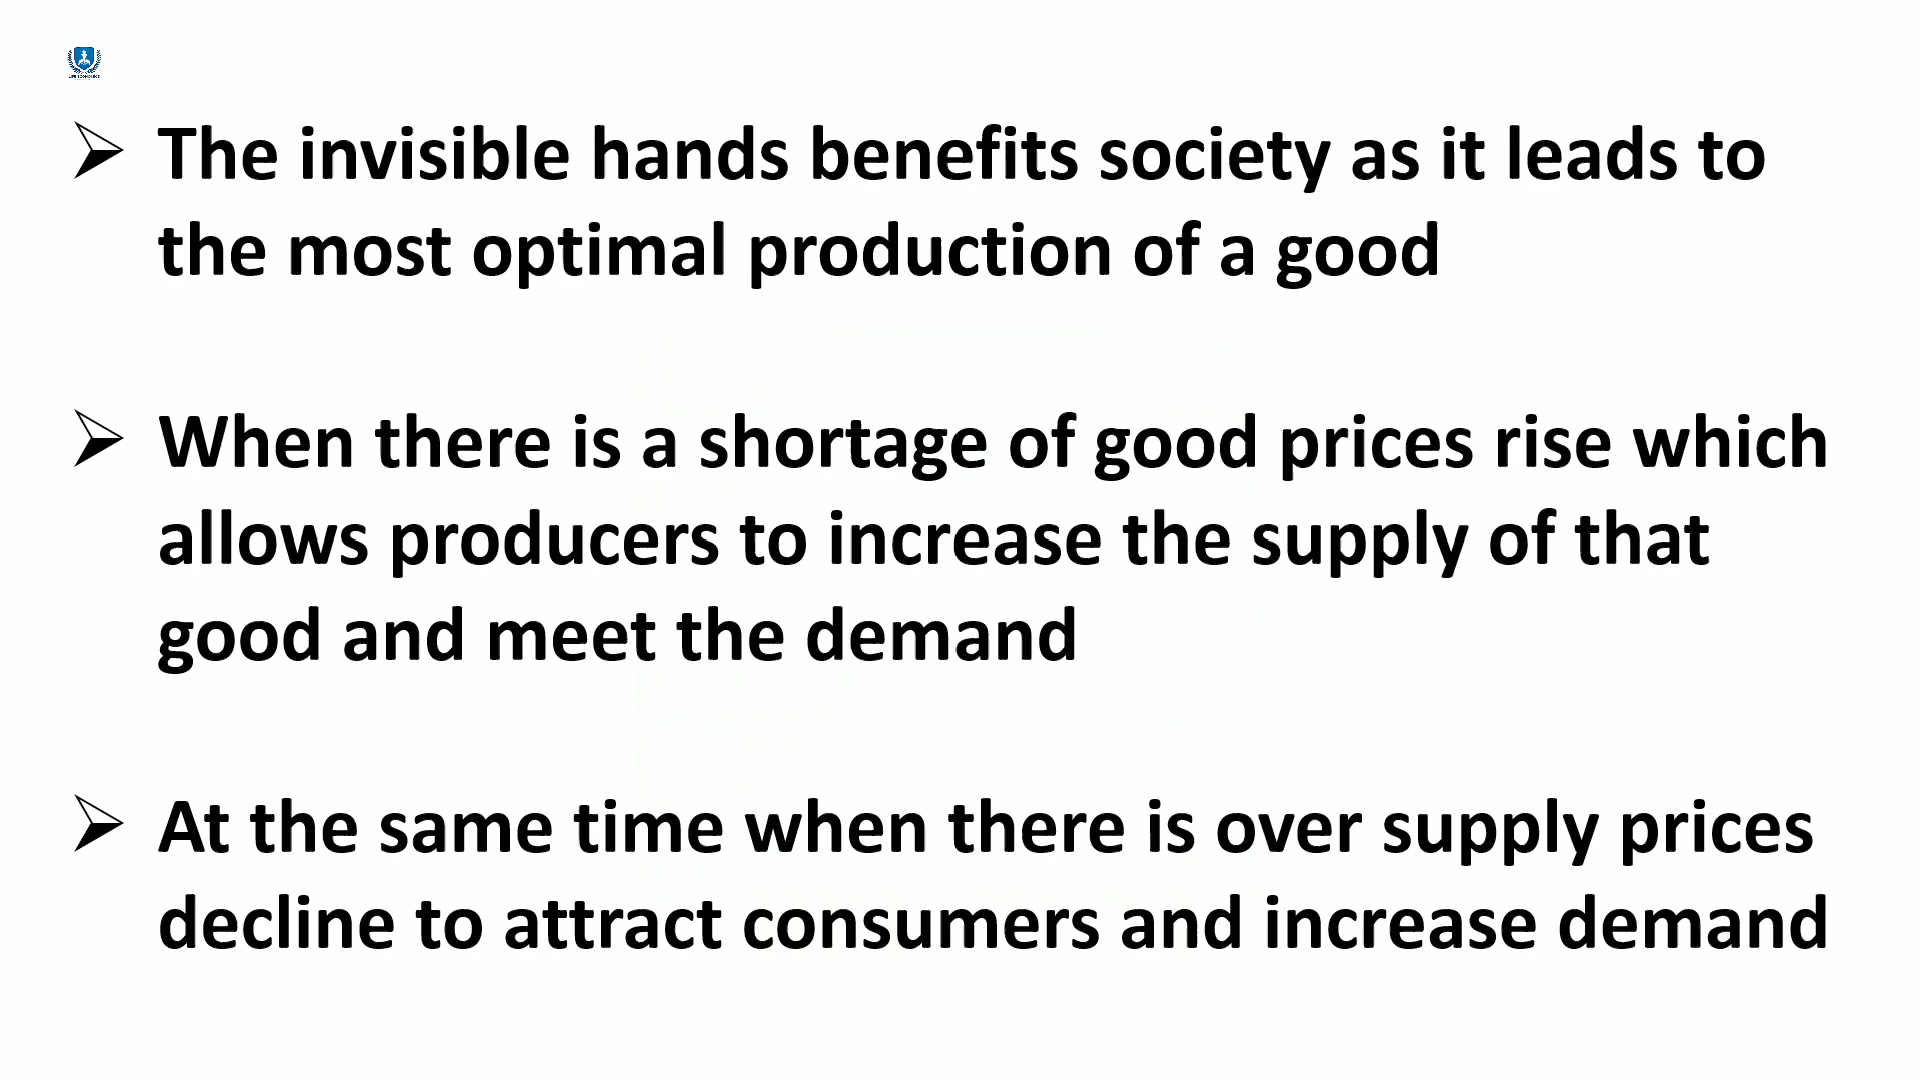 The invisible hands benefits society as it leads to
the most optimal production of a good
When there is a shortage of good prices rise which
allows producers to increase the supply of that
good and meet the demand
At the same time when there is over supply prices
decline to attract consumers and increase demand